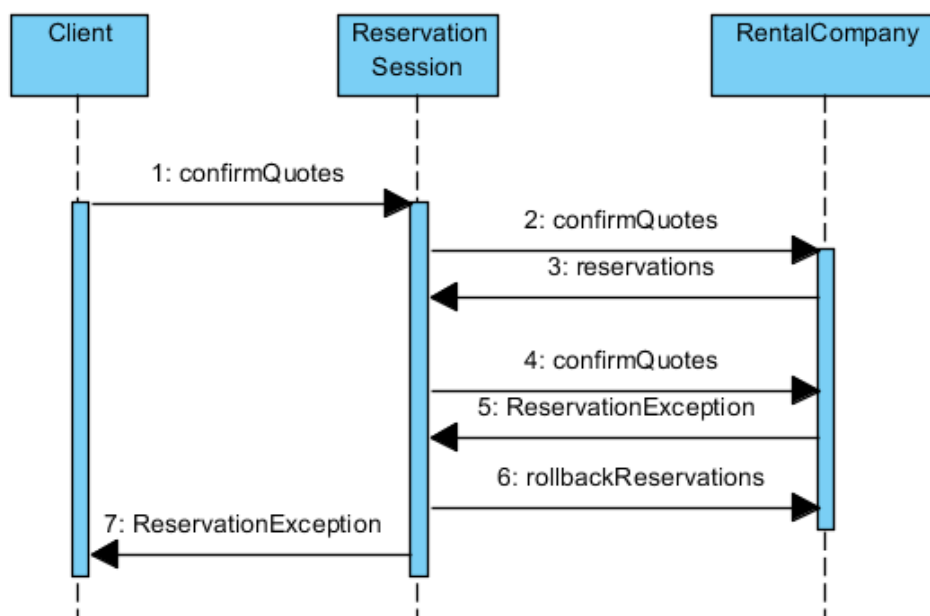 Client
Reservation
Session
RentalCompany
1: confirmQuotes
2: confirmQuotes
3: reservations
4: confirmQuotes
5: ReservationException
6: rollbackReservations
7: ReservationException